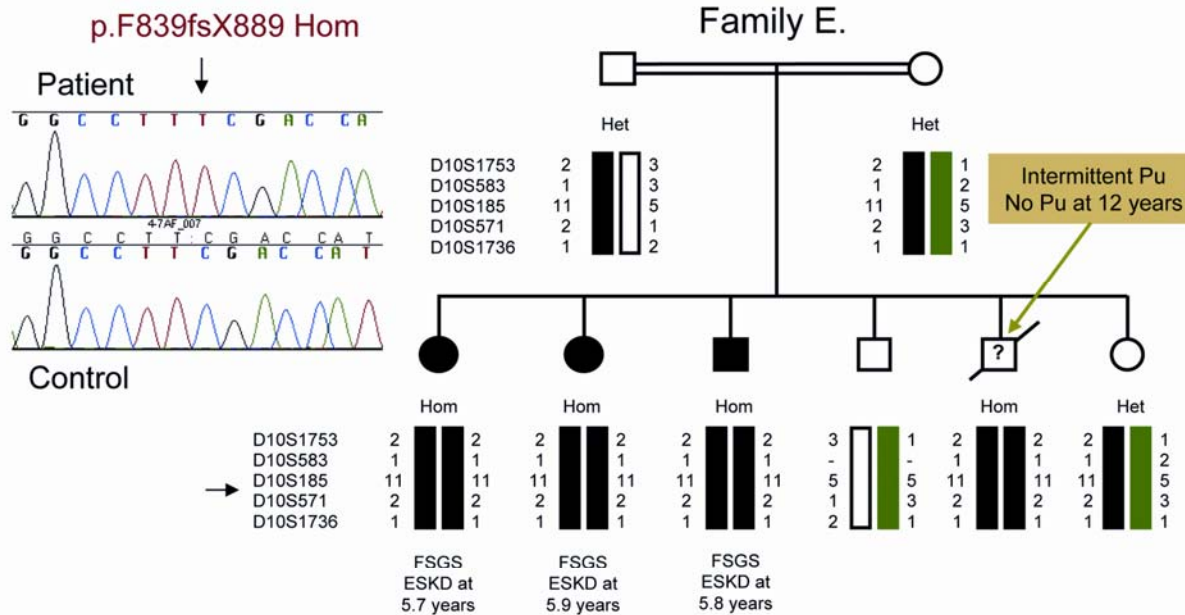 p.F839fsX889 Hom
Patient
G G C C T T T C G A C C A
4-7AF_007
G G C C T T : C G A C C A T
G G C C T T C G A C C A T
Control
Family E.
Het
Het
D10S1753 2 3 2 1
D10S583 1 3 1 2
D10S185 11 5 11 5
D10S571 2 1 2 3
D10S1736 1 2 1 1
Intermittent Pu
No Pu at 12 years
?
Hom Hom Hom Hom Het
D10S1753 2 2 2 2 2 2 3 1 2 2 2 1
D10S583 1 1 1 1 1 1 - - 1 1 1 2
D10S185 11 11 11 11 11 11 5 5 11 11 11 5
D10S571 2 2 2 2 2 2 1 3 2 2 2 3
D10S1736 1 1 1 1 1 1 2 1 1 1 1 1
FSGS FSGS FSGS
ESKD at ESKD at ESKD at
5.7 years 5.9 years 5.8 years